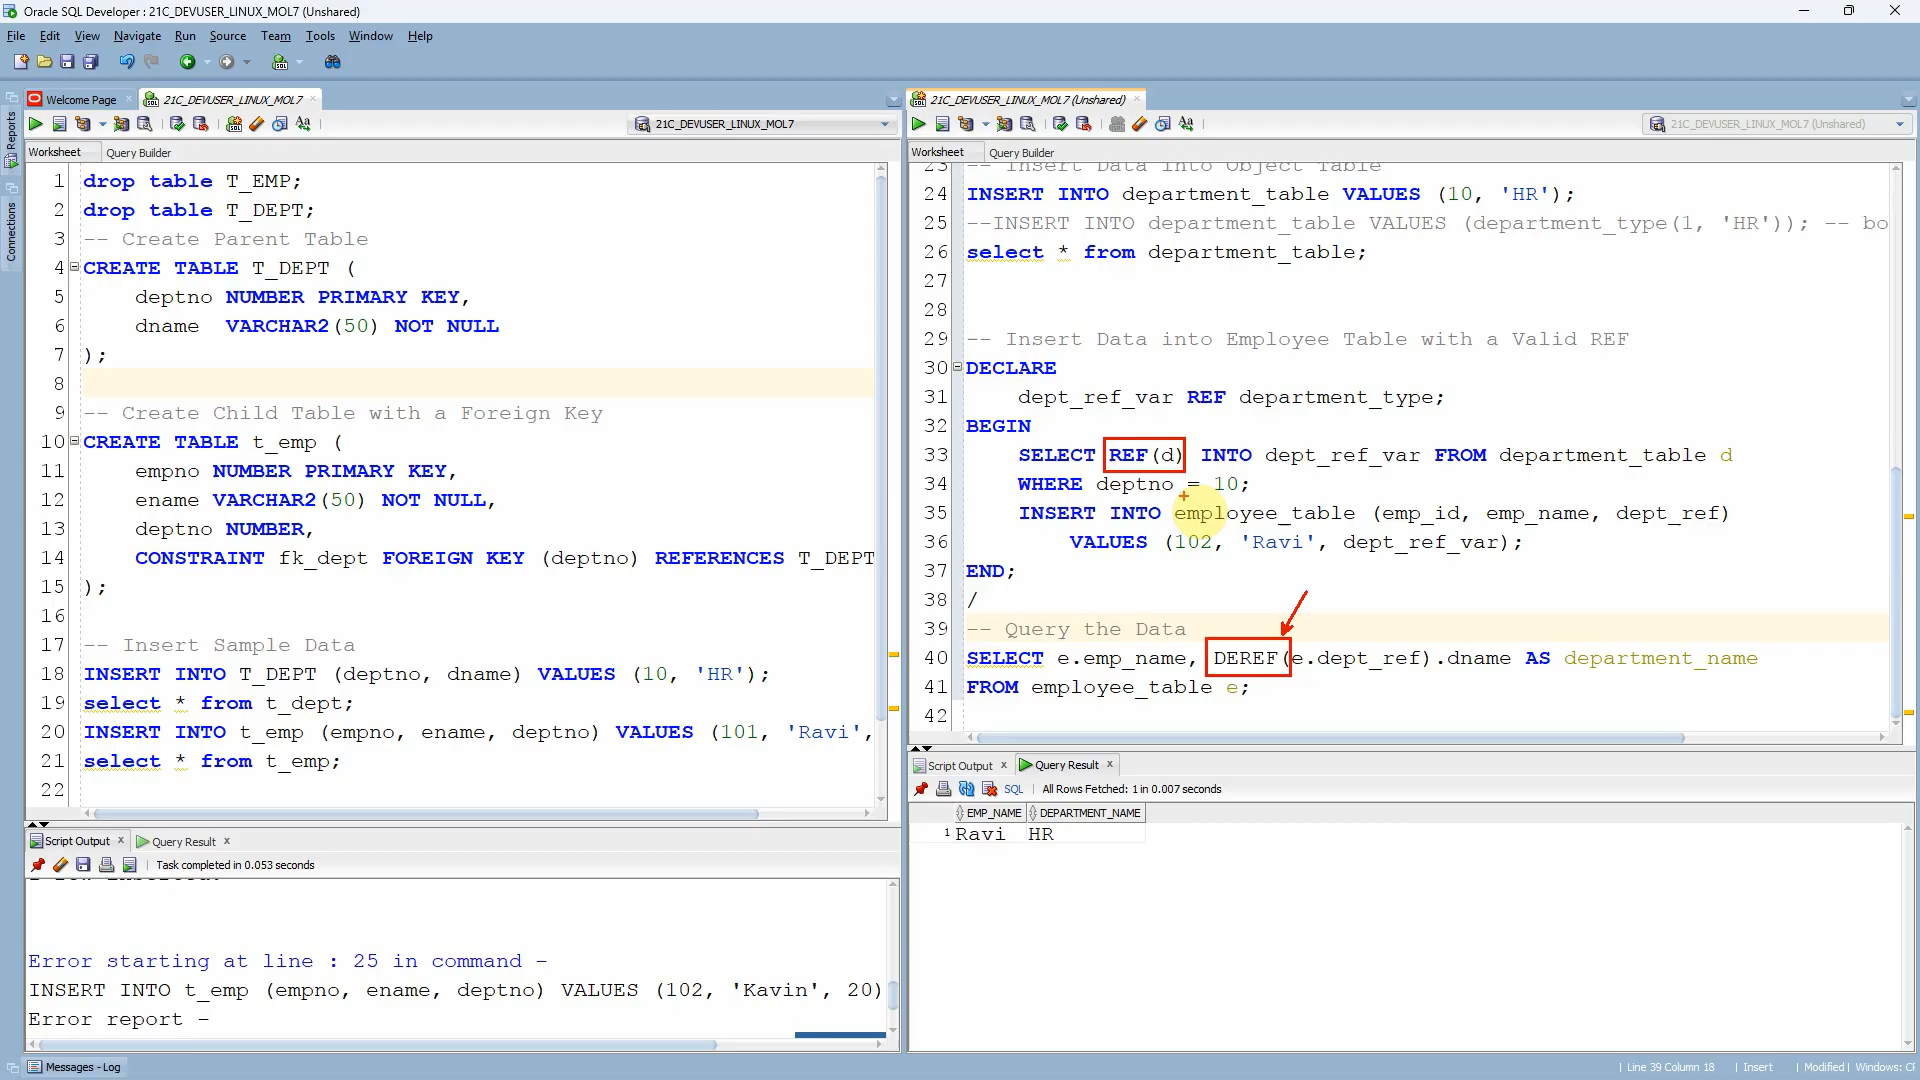 Oracle SQL Developer : 21C_DEVUSER_LINUX_MOL7 (Unshared)
File Edit View Navigate Run Source Team Tools Window Help
Reports
Connections
Welcome Page 21C_DEVUSER_LINUX_MOL7
21C_DEVUSER_LINUX_MOL7
Worksheet Query Builder
1 drop table T_EMP;
2 drop table T_DEPT;
3 -- Create Parent Table
4 CREATE TABLE T_DEPT (
5 deptno NUMBER PRIMARY KEY,
6 dname VARCHAR2(50) NOT NULL
7 );
8
9 -- Create Child Table with a Foreign Key
10 CREATE TABLE t_emp (
11 empno NUMBER PRIMARY KEY,
12 ename VARCHAR2(50) NOT NULL,
13 deptno NUMBER,
14 CONSTRAINT fk_dept FOREIGN KEY (deptno) REFERENCES T_DEPT
15 );
16
17 -- Insert Sample Data
18 INSERT INTO T_DEPT (deptno, dname) VALUES (10, 'HR');
19 select * from t_dept;
20 INSERT INTO t_emp (empno, ename, deptno) VALUES (101, 'Ravi',
21 select * from t_emp;
22
Script Output Query Result
Task completed in 0.053 seconds
Error starting at line : 25 in command -
INSERT INTO t_emp (empno, ename, deptno) VALUES (102, 'Kavin', 20)
Error report -
21C_DEVUSER_LINUX_MOL7 (Unshared)
21C_DEVUSER_LINUX_MOL7 (Unshared)
Worksheet Query Builder
23 -- Insert Data into Object Table
24 INSERT INTO department_table VALUES (10, 'HR');
25 --INSERT INTO department_table VALUES (department_type(1, 'HR')); -- bo
26 select * from department_table;
27
28
29 -- Insert Data into Employee Table with a Valid REF
30 DECLARE
31 dept_ref_var REF department_type;
32 BEGIN
33 SELECT REF(d) INTO dept_ref_var FROM department_table d
34 WHERE deptno = 10;
35 INSERT INTO employee_table (emp_id, emp_name, dept_ref)
36 VALUES (102, 'Ravi', dept_ref_var);
37 END;
38 /
39 -- Query the Data
40 SELECT e.emp_name, DEREF(e.dept_ref).dname AS department_name
41 FROM employee_table e;
42
Script Output Query Result
SQL All Rows Fetched: 1 in 0.007 seconds
EMP_NAME DEPARTMENT_NAME
1 Ravi HR
Messages - Log
Line 39 Column 18 Insert Modified Windows: CF